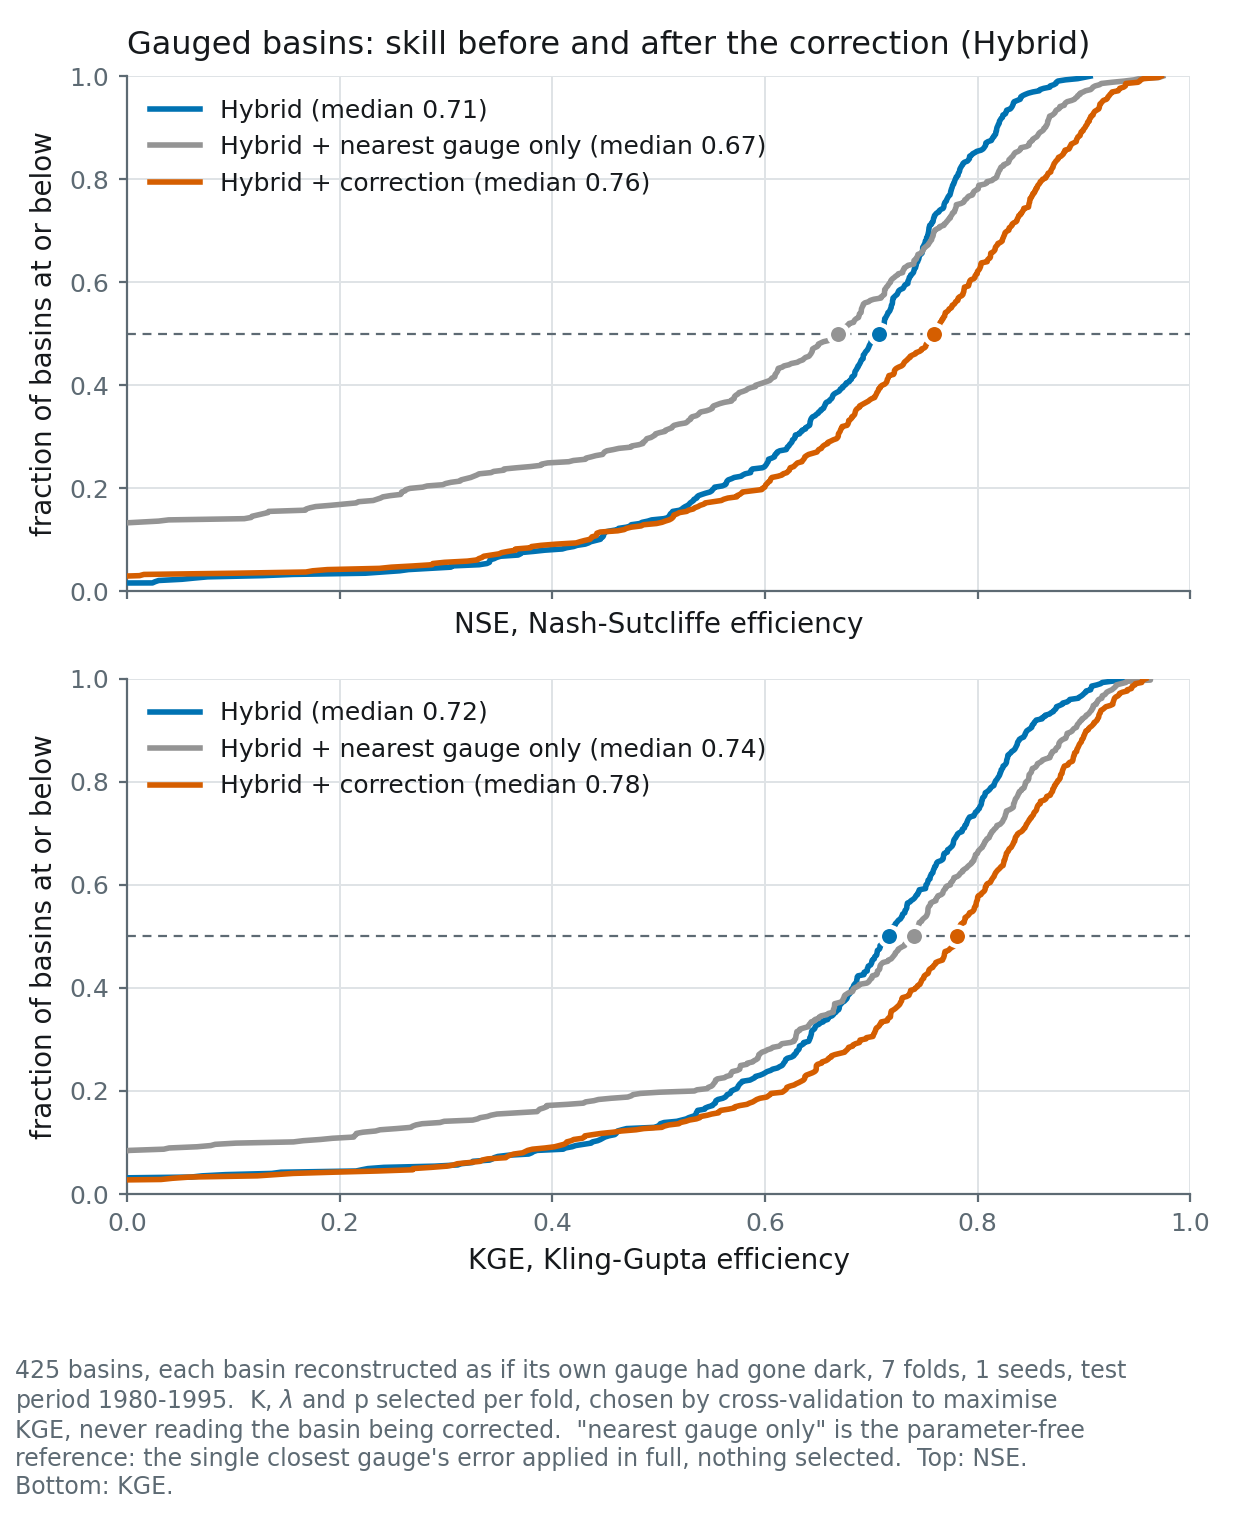 Gauged basins: skill before and after the correction (Hybrid)
1.0
0.8
0.6
0.4
0.2
0.0
fraction of basins at or below
Hybrid (median 0.71)
Hybrid + nearest gauge only (median 0.67)
Hybrid + correction (median 0.76)
NSE, Nash-Sutcliffe efficiency
1.0
0.8
0.6
0.4
0.2
0.0
fraction of basins at or below
Hybrid (median 0.72)
Hybrid + nearest gauge only (median 0.74)
Hybrid + correction (median 0.78)
0.0 0.2 0.4 0.6 0.8 1.0
KGE, Kling-Gupta efficiency
425 basins, each basin reconstructed as if its own gauge had gone dark, 7 folds, 1 seeds, test
period 1980-1995.  K, λ and p selected per fold, chosen by cross-validation to maximise
KGE, never reading the basin being corrected.  "nearest gauge only" is the parameter-free
reference: the single closest gauge's error applied in full, nothing selected.  Top: NSE.
Bottom: KGE.